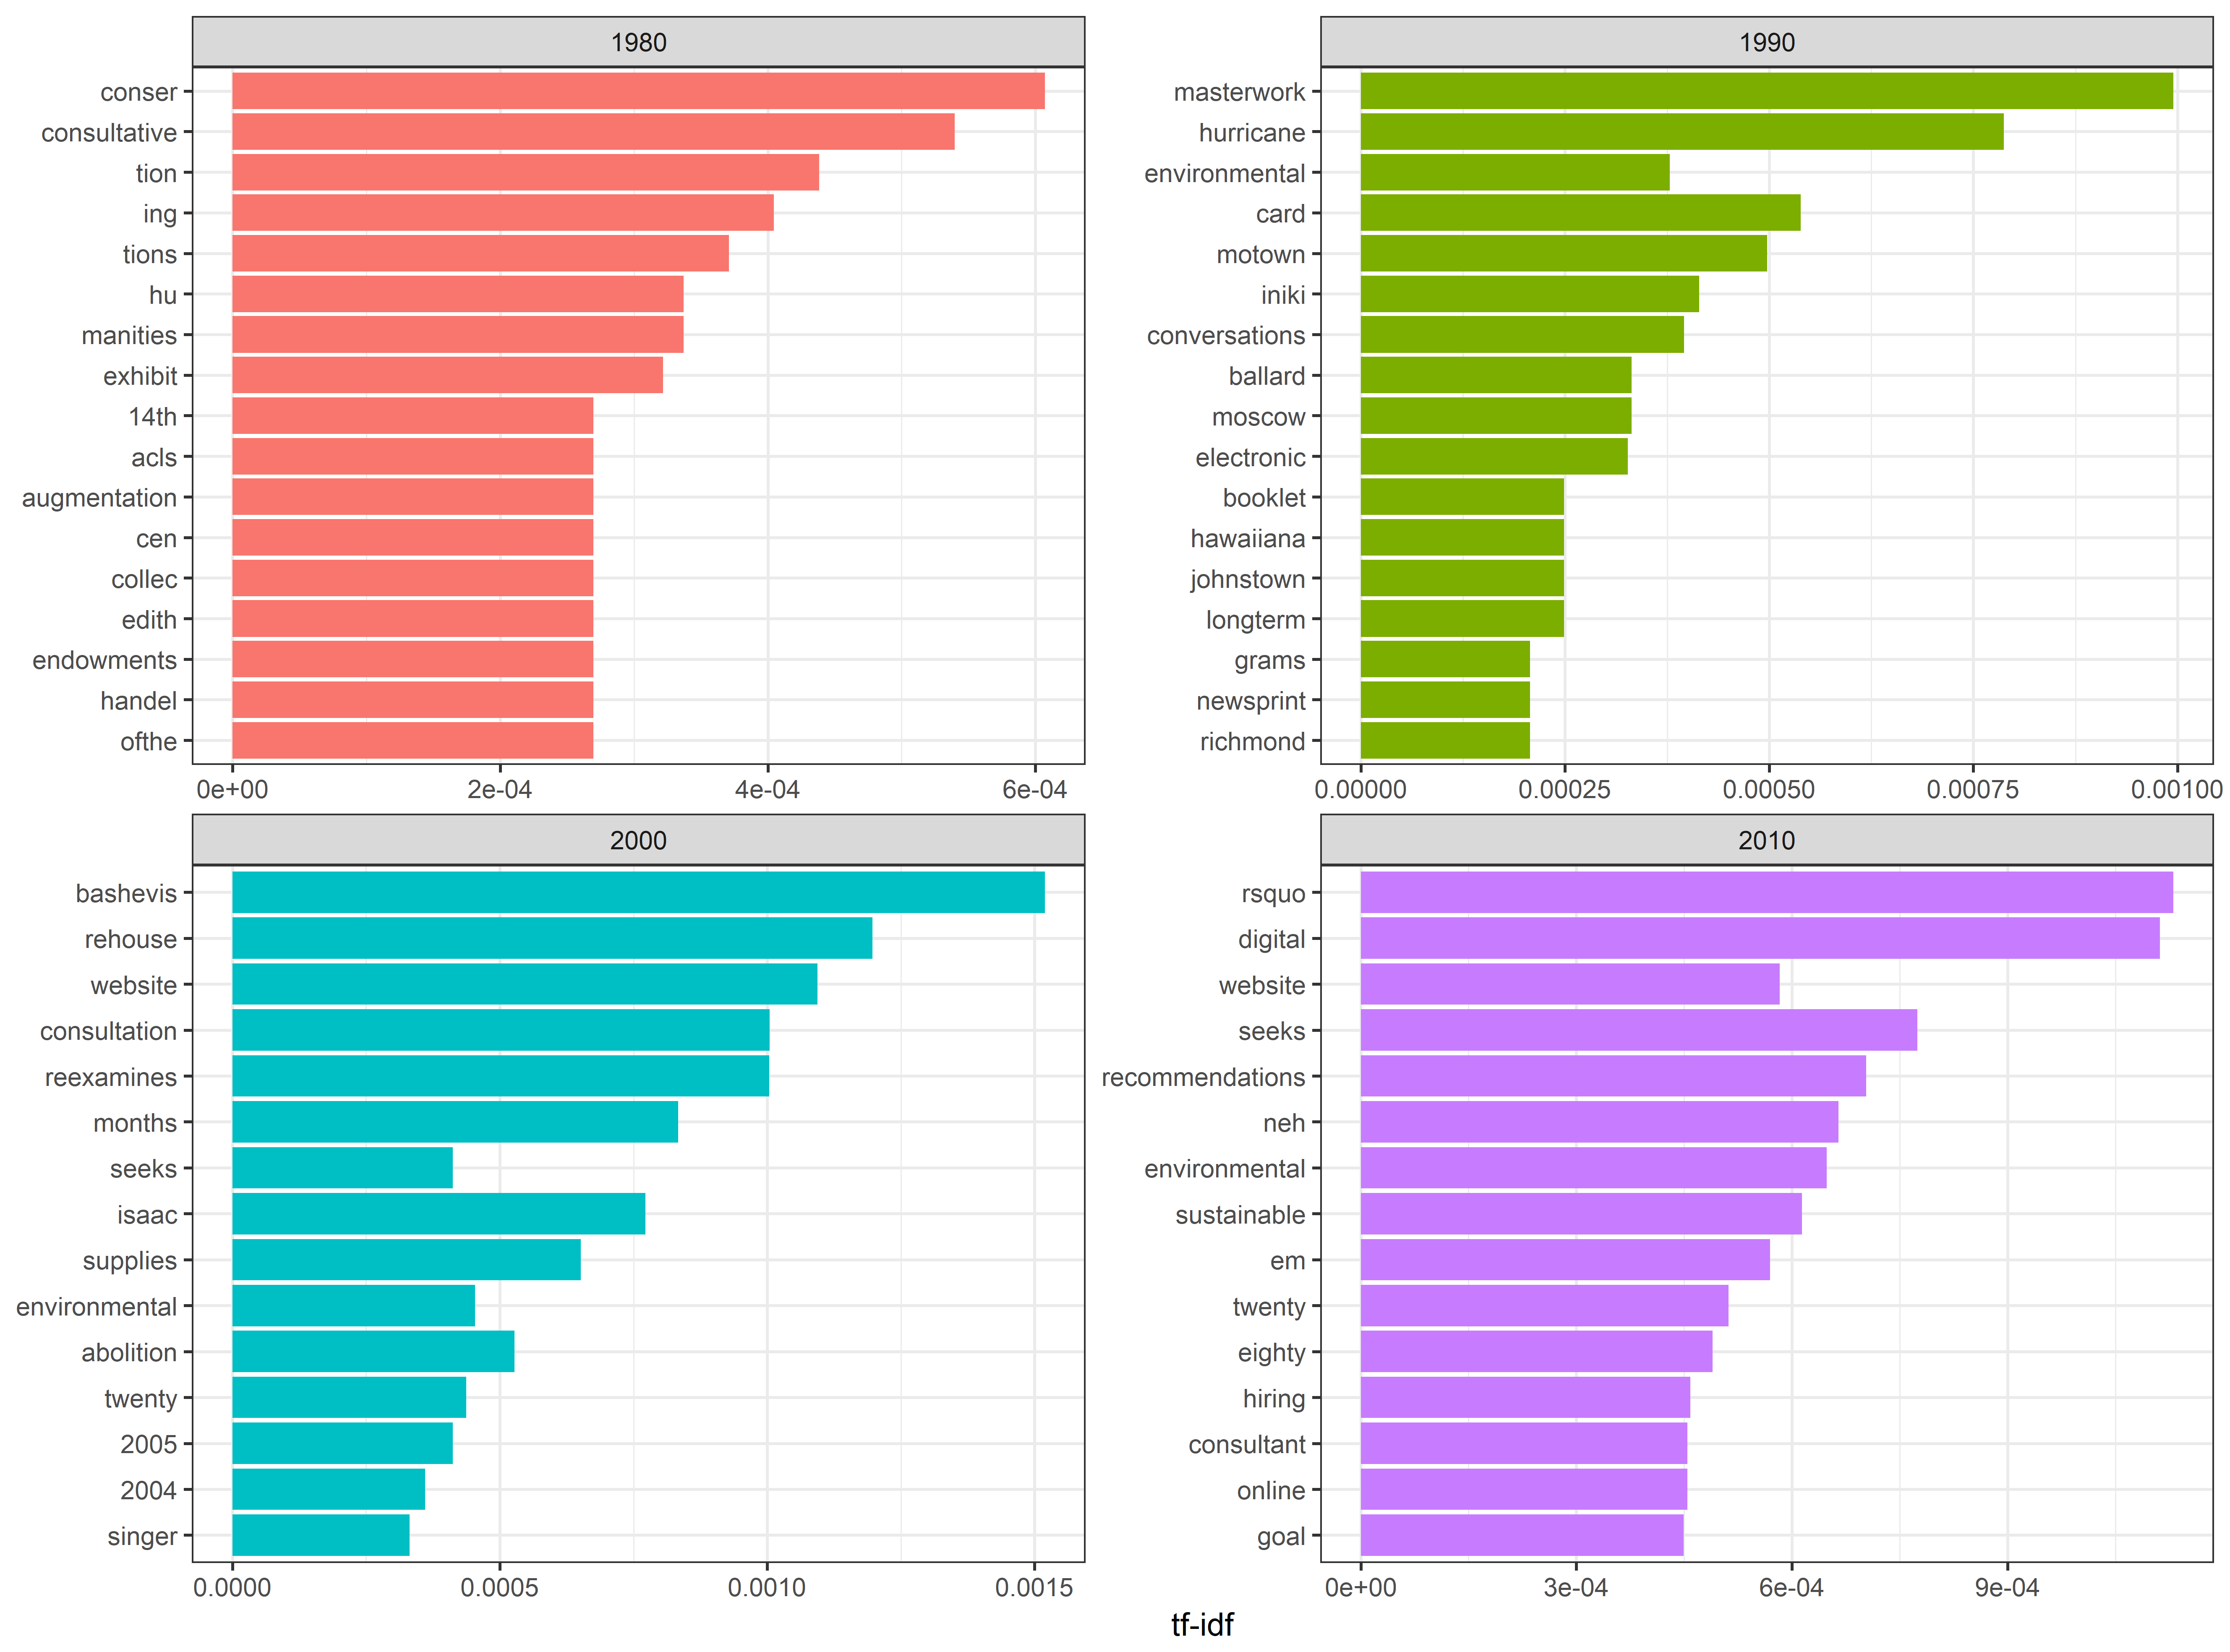 1980
conser
consultative
tion
ing
tions
hu
manities
exhibit
14th
acls
augmentation
cen
collec
edith
endowments
handel
ofthe
0e+00 2e-04 4e-04 6e-04
1990
masterwork
hurricane
environmental
card
motown
iniki
conversations
ballard
moscow
electronic
booklet
hawaiiana
johnstown
longterm
grams
newsprint
richmond
0.00000 0.00025 0.00050 0.00075 0.00100
2000
bashevis
rehouse
website
consultation
reexamines
months
seeks
isaac
supplies
environmental
abolition
twenty
2005
2004
singer
0.0000 0.0005 0.0010 0.0015
2010
rsquo
digital
website
seeks
recommendations
neh
environmental
sustainable
em
twenty
eighty
hiring
consultant
online
goal
0e+00 3e-04 6e-04 9e-04
tf-idf